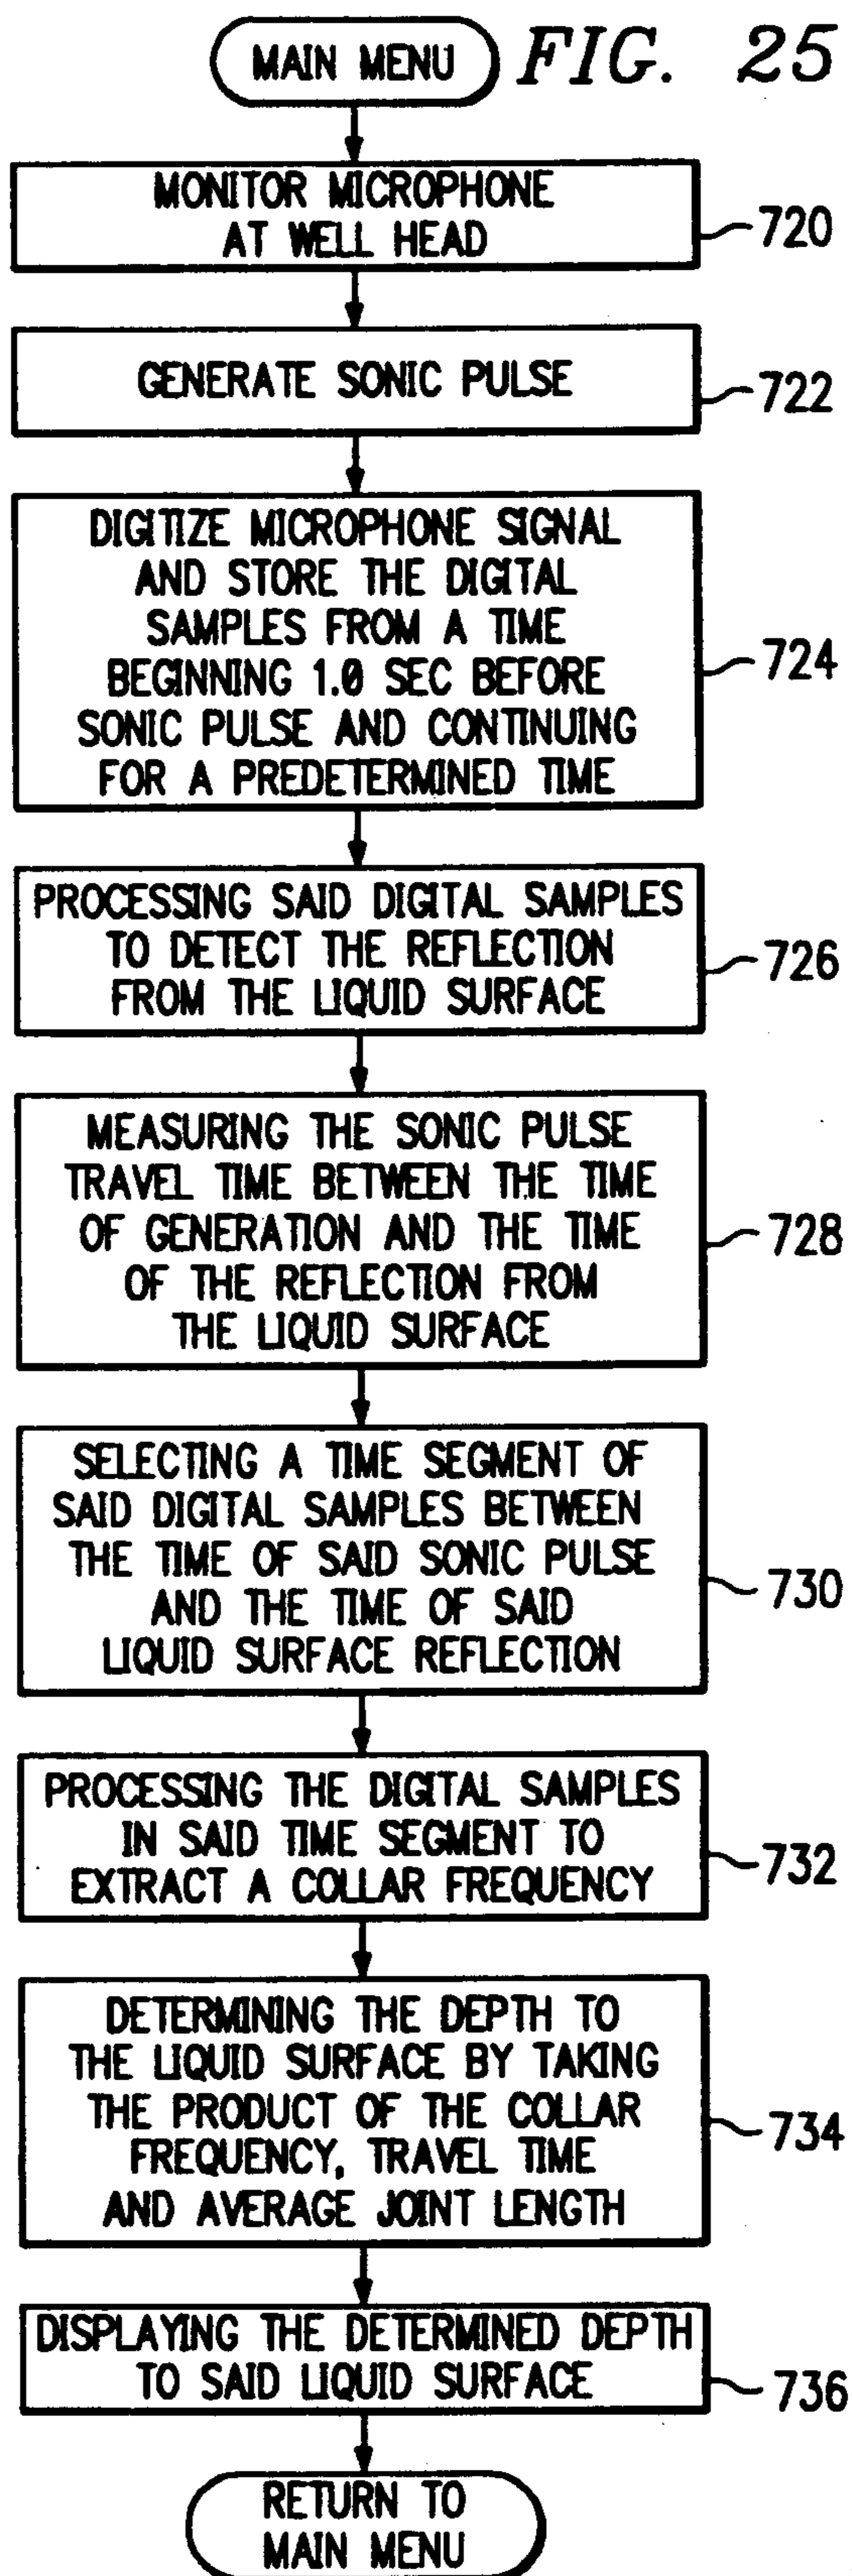 MAIN MENU FIG. 25
MONITOR MICROPHONE
AT WELL HEAD
720
GENERATE SONIC PULSE
722
DIGITIZE MICROPHONE SIGNAL
AND STORE THE DIGITAL
SAMPLES FROM A TIME
BEGINNING 1.0 SEC BEFORE
SONIC PULSE AND CONTINUING
FOR A PREDETERMINED TIME
724
PROCESSING SAID DIGITAL SAMPLES
TO DETECT THE REFLECTION
FROM THE LIQUID SURFACE
726
MEASURING THE SONIC PULSE
TRAVEL TIME BETWEEN THE TIME
OF GENERATION AND THE TIME
OF THE REFLECTION FROM
THE LIQUID SURFACE
728
SELECTING A TIME SEGMENT OF
SAID DIGITAL SAMPLES BETWEEN
THE TIME OF SAID SONIC PULSE
AND THE TIME OF SAID
LIQUID SURFACE REFLECTION
730
PROCESSING THE DIGITAL SAMPLES
IN SAID TIME SEGMENT TO
EXTRACT A COLLAR FREQUENCY
732
DETERMINING THE DEPTH TO
THE LIQUID SURFACE BY TAKING
THE PRODUCT OF THE COLLAR
FREQUENCY, TRAVEL TIME
AND AVERAGE JOINT LENGTH
734
DISPLAYING THE DETERMINED DEPTH
TO SAID LIQUID SURFACE
736
RETURN TO
MAIN MENU